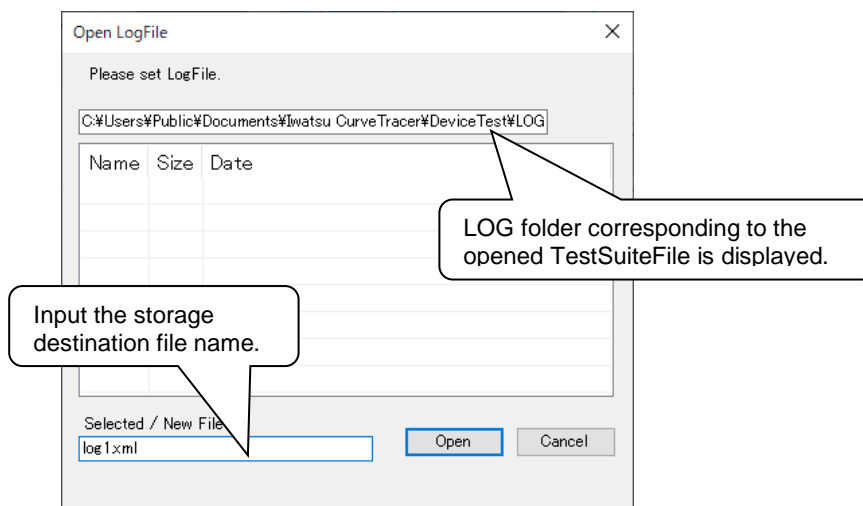 Open LogFile
Please set LogFile.
C:¥Users¥Public¥Documents¥Iwatsu CurveTracer¥DeviceTest¥LOG
Name Size Date
LOG folder corresponding to the
opened TestSuiteFile is displayed.
Input the storage
destination file name.
Selected / New File
log1xml
Open Cancel